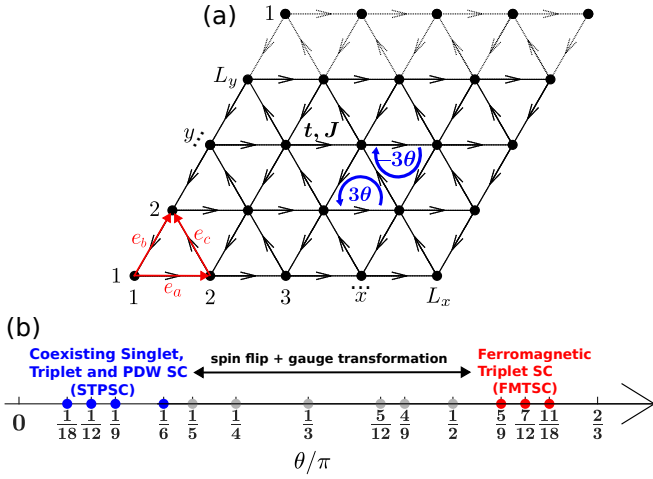 (a)
1
L_y
t, J
y
...
−3θ
3θ
2
e_b
e_c
1
e_a
1 2 3 ... x L_x
(b)
Coexisting Singlet,
Triplet and PDW SC
(STPSC)
spin flip + gauge transformation
Ferromagnetic
Triplet SC
(FMTSC)
0 1/18 1/12 1/9 1/6 1/5 1/4 1/3 5/12 4/9 1/2 5/9 7/12 11/18 2/3
θ/π